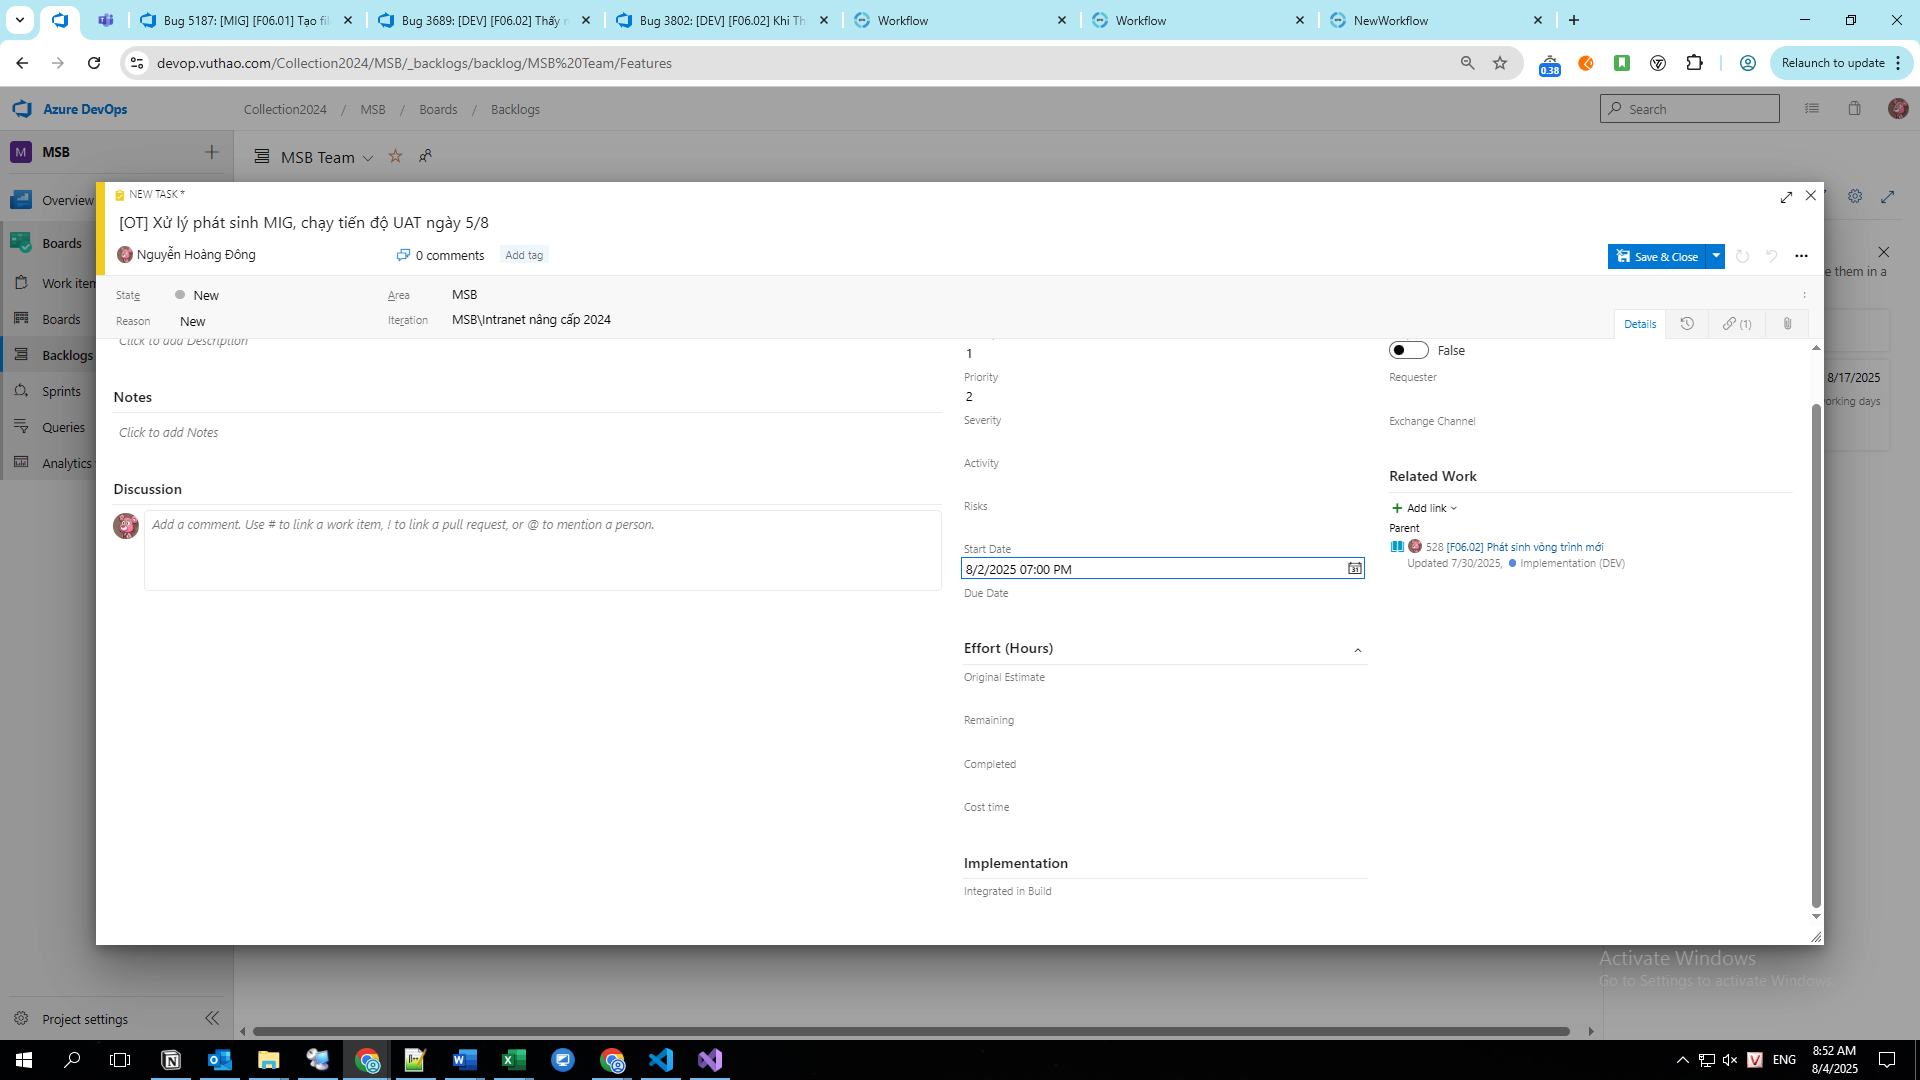 Bug 5187: [MIG] [F06.01] Tạo fil
Bug 3689: [DEV] [F06.02] Thấy n
Bug 3802: [DEV] [F06.02] Khi Th
Workflow
Workflow
NewWorkflow
devop.vuthao.com/Collection2024/MSB/_backlogs/backlog/MSB%20Team/Features
0.38
Relaunch to update
Azure DevOps
Collection2024 / MSB / Boards / Backlogs
Search
M MSB
MSB Team
Overview
Boards
Work item
Boards
Backlogs
Sprints
Queries
Analytics
Project settings
NEW TASK *
[OT] Xử lý phát sinh MIG, chạy tiến độ UAT ngày 5/8
Nguyễn Hoàng Đông
0 comments
Add tag
Save & Close
State
New
Area
MSB
Reason
New
Iteration
MSB\Intranet nâng cấp 2024
Details
(1)
Click to add Description
Notes
Click to add Notes
Discussion
Add a comment. Use # to link a work item, ! to link a pull request, or @ to mention a person.
1
Priority
2
Severity
Activity
Risks
Start Date
8/2/2025 07:00 PM
31
Due Date
Effort (Hours)
Original Estimate
Remaining
Completed
Cost time
Implementation
Integrated in Build
False
Requester
Exchange Channel
Related Work
Add link
Parent
528 [F06.02] Phát sinh vòng trình mới
Updated 7/30/2025, Implementation (DEV)
e them in a
8/17/2025
orking days
Activate Windows
Go to Settings to activate Windows.
ENG
8:52 AM
8/4/2025